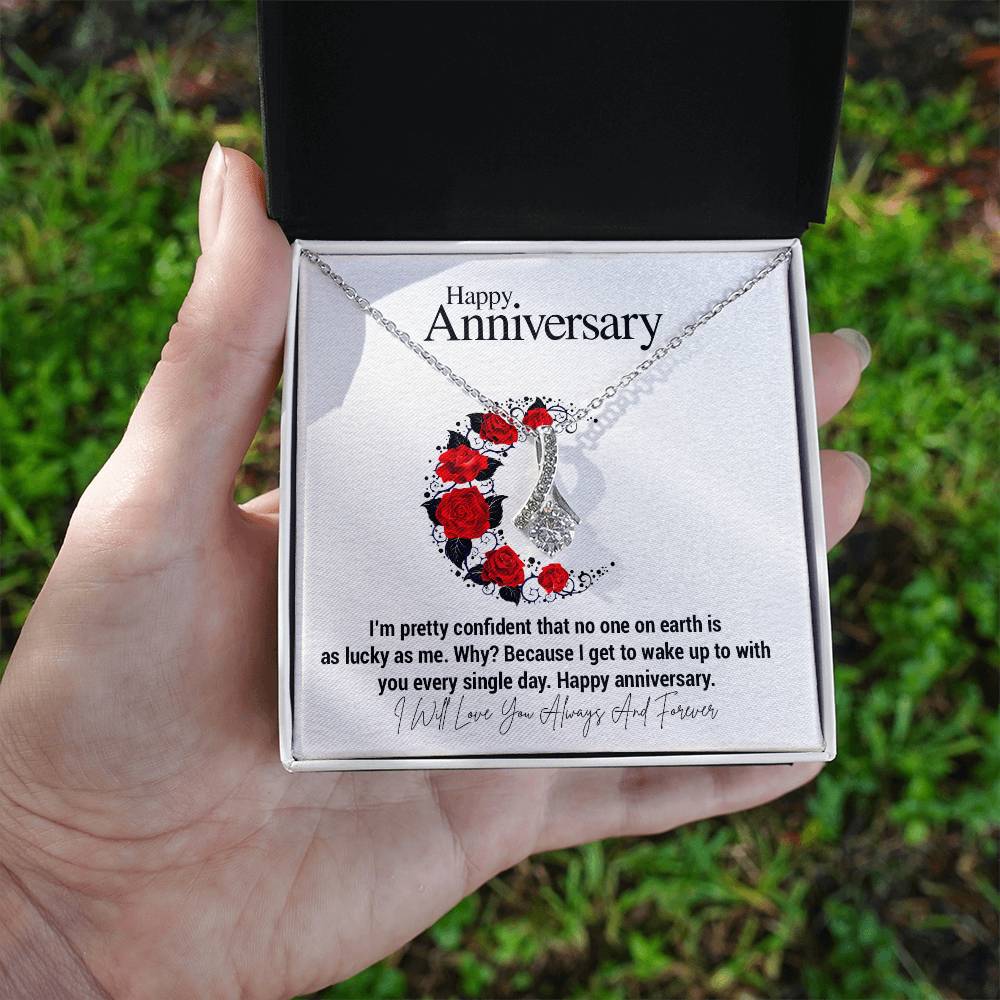 Happy
Anniversary
I'm pretty confident that no one on earth is
as lucky as me. Why? Because I get to wake up to with
you every single day. Happy anniversary.
I Will Love You Always And Forever